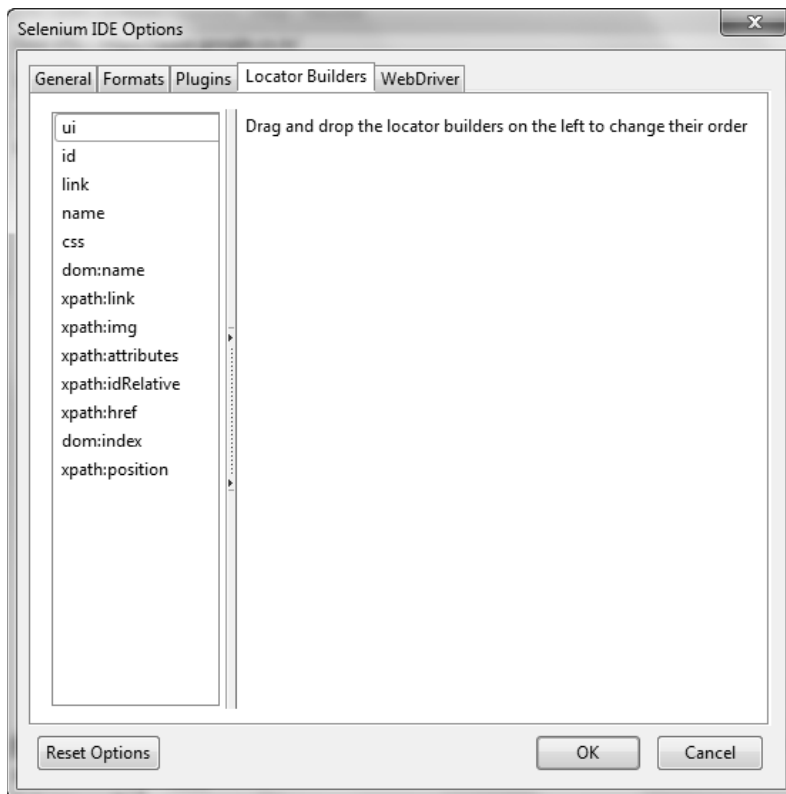 Selenium IDE Options
X
General Formats Plugins Locator Builders WebDriver
ui
id
link
name
css
dom:name
xpath:link
xpath:img
xpath:attributes
xpath:idRelative
xpath:href
dom:index
xpath:position
Drag and drop the locator builders on the left to change their order
Reset Options
OK
Cancel